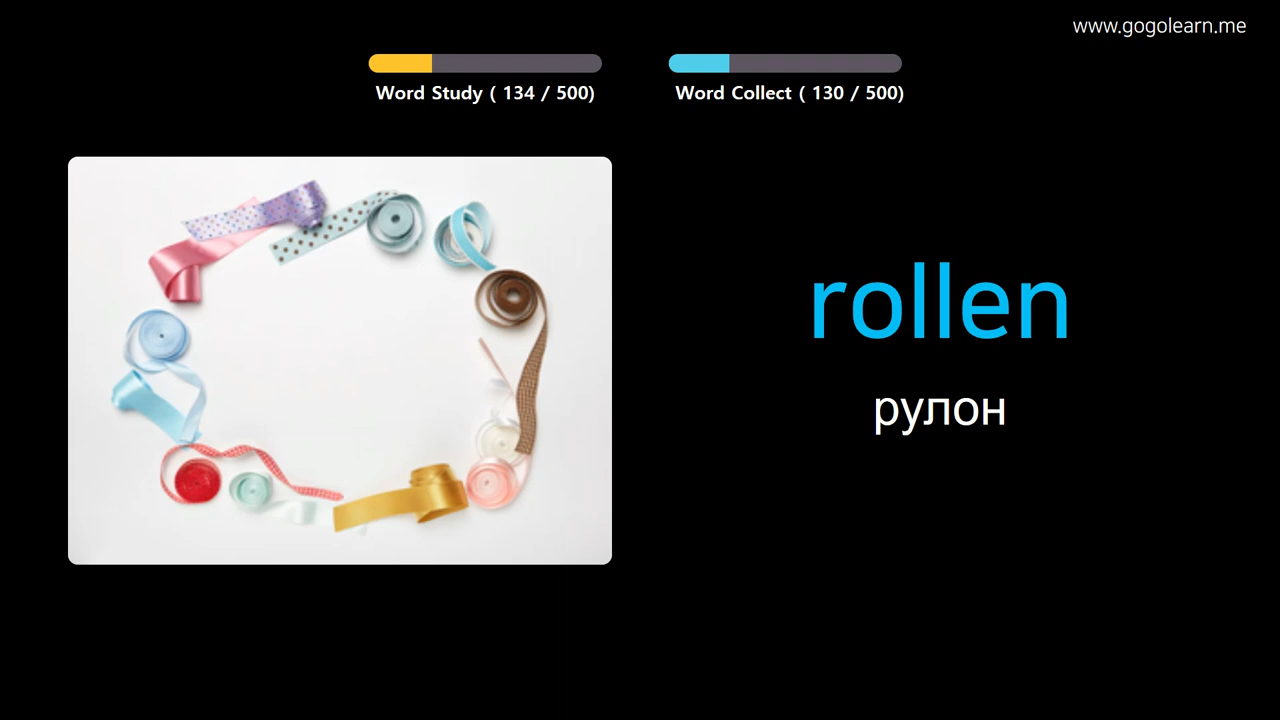 www.gogolearn.me
Word Study ( 134 / 500)
Word Collect ( 130 / 500)
rollen
рулон